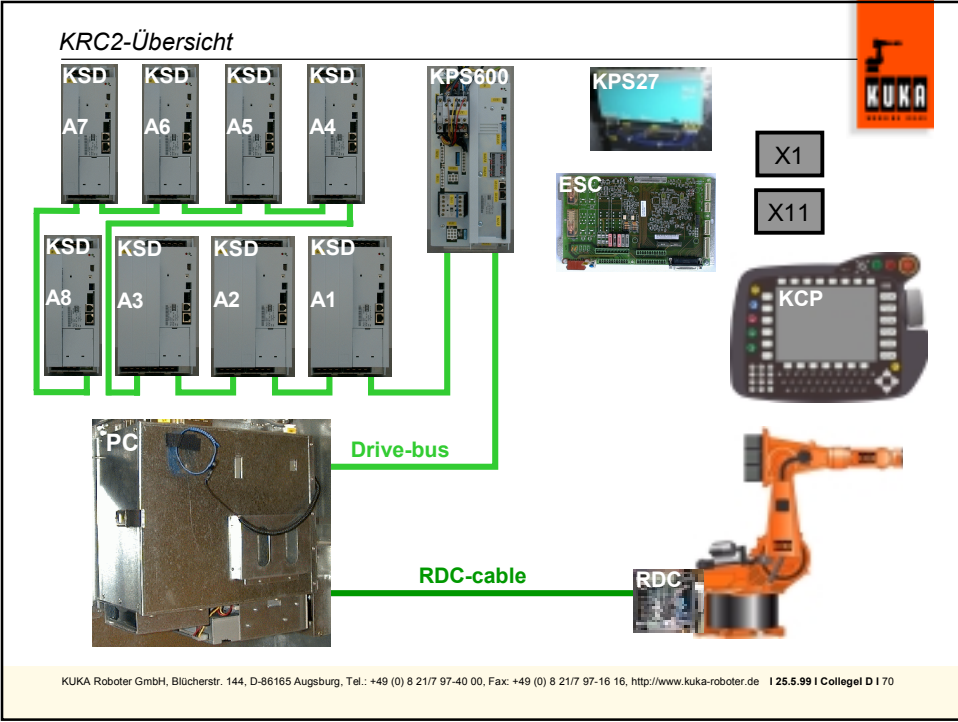 KRC2-Übersicht
KUKA
KSD
A7
KSD
A6
KSD
A5
KSD
A4
KPS600
KPS27
X1
X11
ESC
KSD
A8
KSD
A3
KSD
A2
KSD
A1
KCP
PC
Drive-bus
RDC-cable
RDC
KUKA Roboter GmbH, Blücherstr. 144, D-86165 Augsburg, Tel.: +49 (0) 8 21/7 97-40 00, Fax: +49 (0) 8 21/7 97-16 16, http://www.kuka-roboter.de I 25.5.99 I CollegeI D I 70